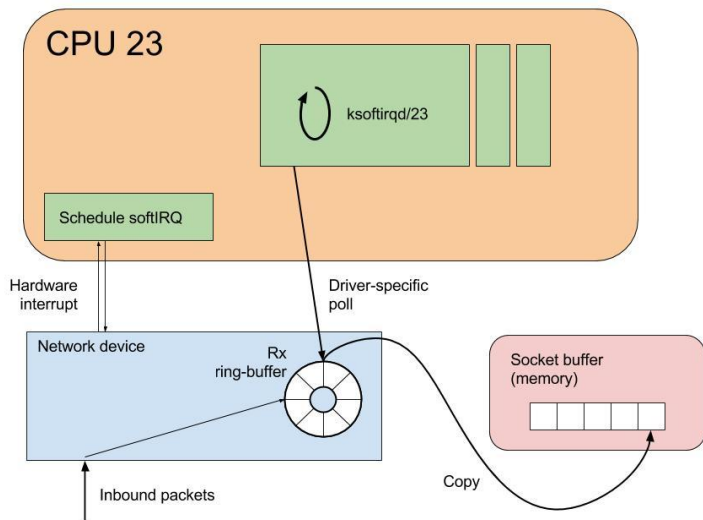 CPU 23
ksoftirqd/23
Schedule softIRQ
Hardware
interrupt
Driver-specific
poll
Network device
Rx
ring-buffer
Socket buffer
(memory)
Inbound packets
Copy